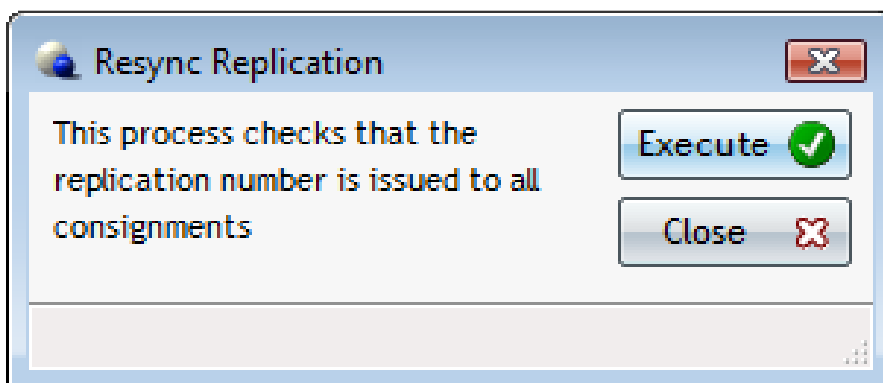 Resync Replication
This process checks that the
replication number is issued to all
consignments
Execute
Close